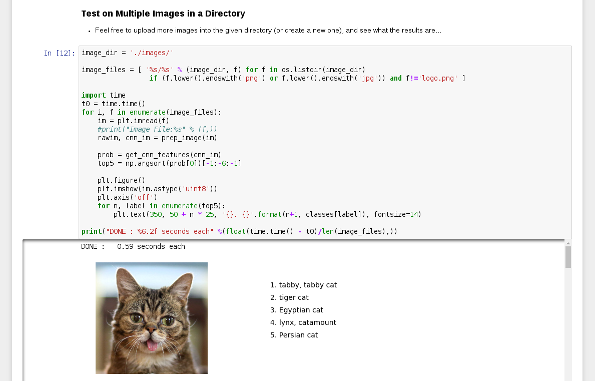 Test on Multiple Images in a Directory
• Feel free to upload more images into the given directory (or create a new one), and see what the results are...
In [12]: image_dir = './images/'
image_files = [ '%s/%s' % (image_dir, f) for f in os.listdir(image_dir)
if (f.lower().endswith('png') or f.lower().endswith('jpg')) and f!='logo.png' ]
import time
t0 = time.time()
for i, f in enumerate(image_files):
im = plt.imread(f)
#print("Image File:%s" % (f,))
rawim, cnn_im = prep_image(im)
prob = get_cnn_features(cnn_im)
top5 = np.argsort(prob[0])[-1:-6:-1]
plt.figure()
plt.imshow(im.astype('uint8'))
plt.axis('off')
for n, label in enumerate(top5):
plt.text(350, 50 + n * 25, '{}. {}'.format(n+1, classes[label]), fontsize=14)
print("DONE : %6.2f seconds each" %(float(time.time() - t0)/len(image_files),))
DONE : 0.59 seconds each
1. tabby, tabby cat
2. tiger cat
3. Egyptian cat
4. lynx, catamount
5. Persian cat